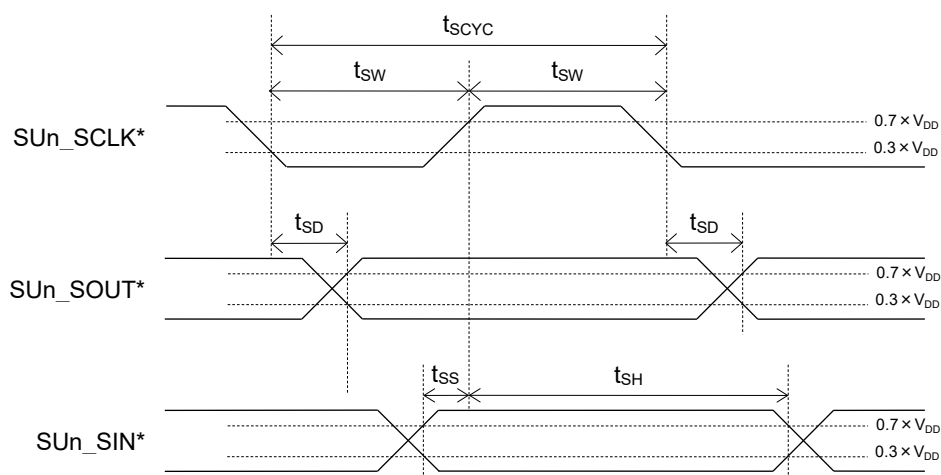 tSCYC
tSW tSW
SUn_SCLK*
0.7 × VDD
0.3 × VDD
tSD tSD
SUn_SOUT*
0.7 × VDD
0.3 × VDD
tSS tSH
SUn_SIN*
0.7 × VDD
0.3 × VDD